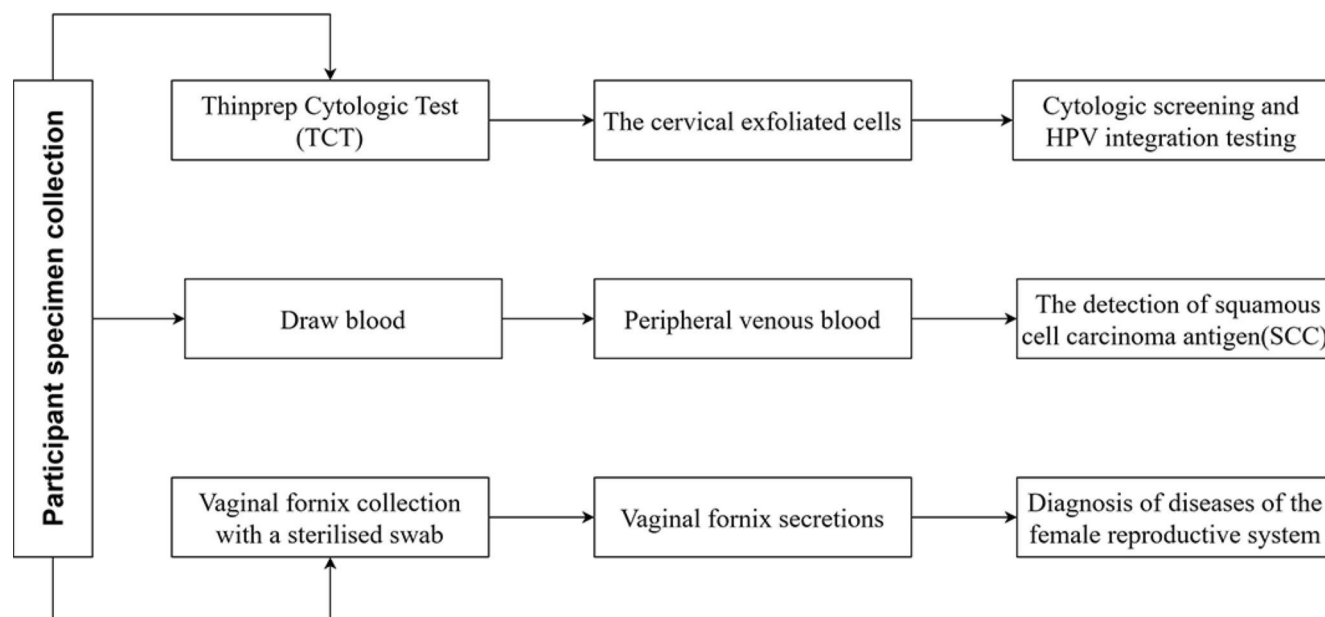 Participant specimen collection
Thinprep Cytologic Test
(TCT)
The cervical exfoliated cells
Cytologic screening and
HPV integration testing
Draw blood
Peripheral venous blood
The detection of squamous
cell carcinoma antigen(SCC)
Vaginal fornix collection
with a sterilised swab
Vaginal fornix secretions
Diagnosis of diseases of the
female reproductive system